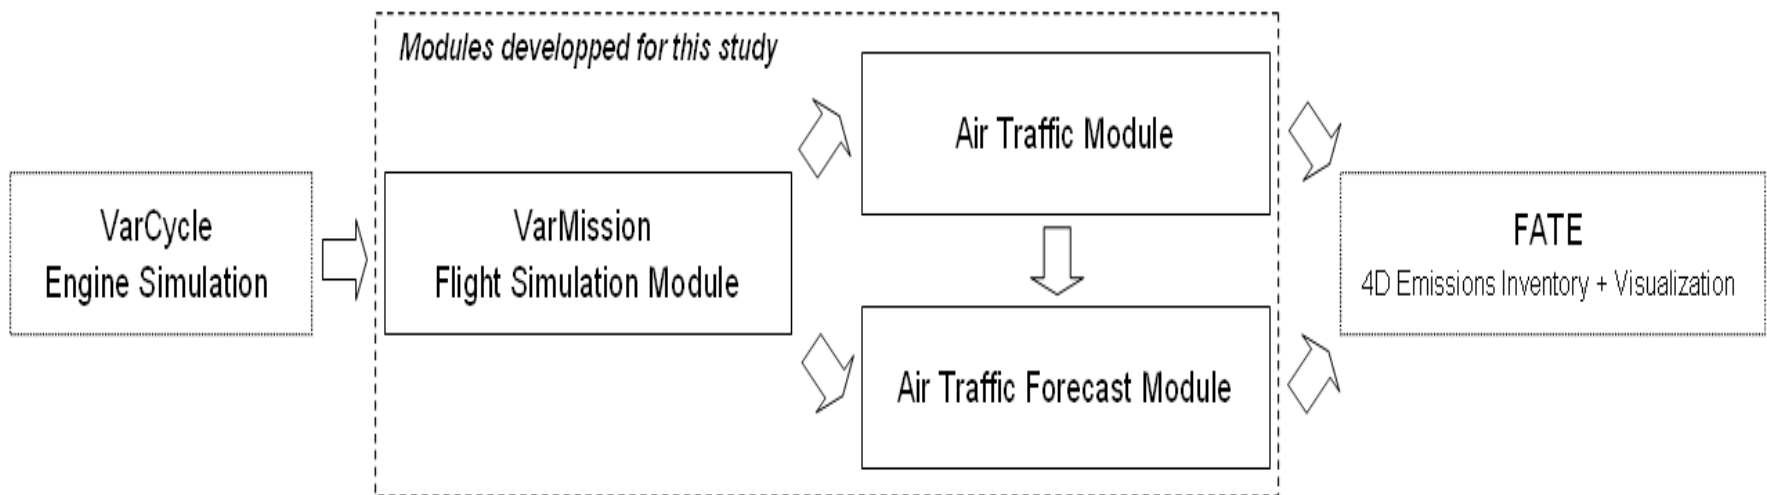 Modules developped for this study
Air Traffic Module
VarCycle
Engine Simulation
VarMission
Flight Simulation Module
FATE
4D Emissions Inventory + Visualization
Air Traffic Forecast Module